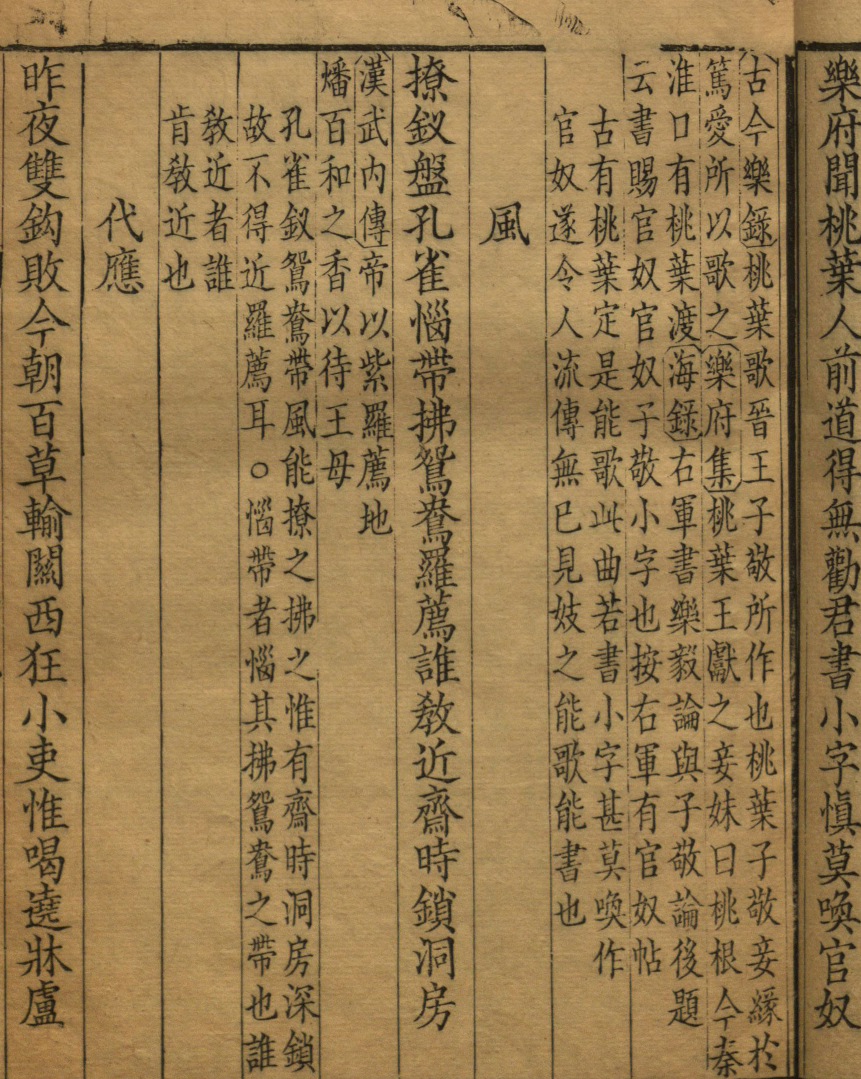 樂府聞桃葉人前道得無勸君書小字慎莫喚官奴
古今樂錄桃葉歌晉王子敬所作也桃葉子敬妾緣於
篤愛所以歌之樂府集桃葉王獻之妾妹曰桃根今秦
淮口有桃葉渡海錄右軍書樂毅論與子敬論後題
云書賜官奴官奴子敬小字也按右軍有官奴帖
古有桃葉定是能歌此曲若書小字甚莫喚作
官奴遂令人流傳無已見妓之能歌能書也
風
撩釵盤孔雀惱帶拂鴛鴦羅薦誰教近齋時鎖洞房
漢武內傳帝以紫羅薦地
燔百和之香以待王母
孔雀釵鴛鴦帶風能撩之拂之惟有齋時洞房深鎖
故不得近羅薦耳○惱帶者惱其拂鴛鴦之帶也誰
教近者誰
肯教近也
代應
昨夜雙鈎敗今朝百草輸關西狂小吏惟喝遶牀盧